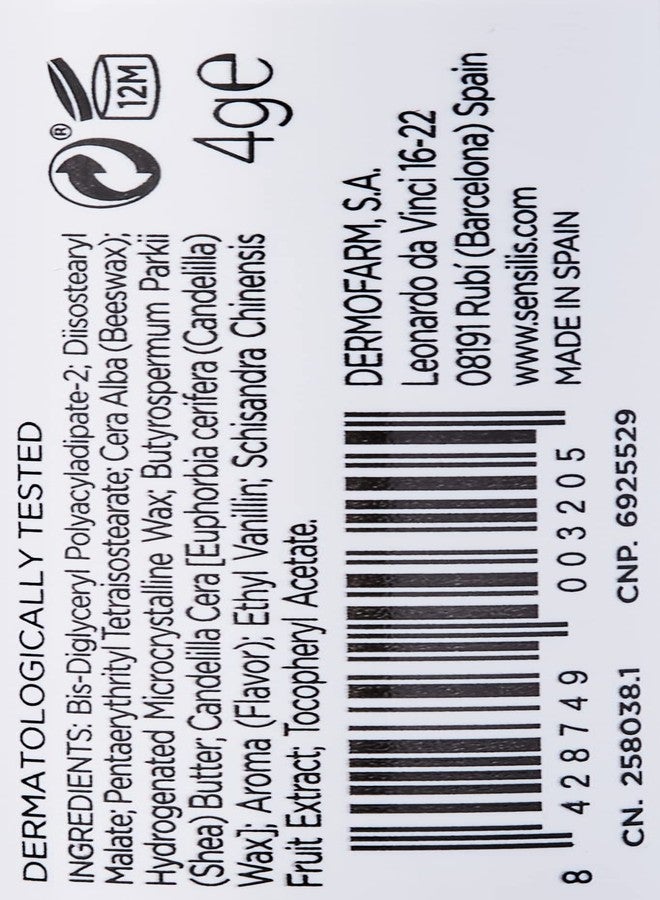 DERMATOLOGICALLY TESTED
INGREDIENTS: Bis-Diglyceryl Polyacyladipate-2; Diisostearyl
Malate; Pentaerythrityl Tetraisostearate; Cera Alba (Beeswax);
Hydrogenated Microcrystalline Wax; Butyrospermum Parkii
(Shea) Butter; Candelilla Cera [Euphorbia cerifera (Candelilla)
Wax]; Aroma (Flavor); Ethyl Vanillin; Schisandra Chinensis
Fruit Extract; Tocopheryl Acetate.
®
12M
4g℮
DERMOFARM, S.A.
Leonardo da Vinci 16-22
08191 Rubí (Barcelona) Spain
www.sensilis.com
MADE IN SPAIN
8 428749 003205
CN. 258038.1 CNP. 6925529